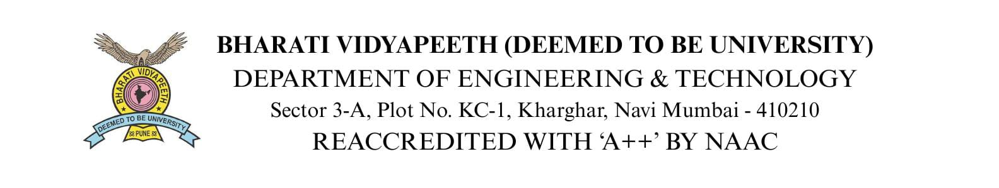 BHARATI VIDYAPEETH
DEEMED TO BE UNIVERSITY
PUNE
BHARATI VIDYAPEETH (DEEMED TO BE UNIVERSITY)
DEPARTMENT OF ENGINEERING & TECHNOLOGY
Sector 3-A, Plot No. KC-1, Kharghar, Navi Mumbai - 410210
REACCREDITED WITH ‘A++’ BY NAAC